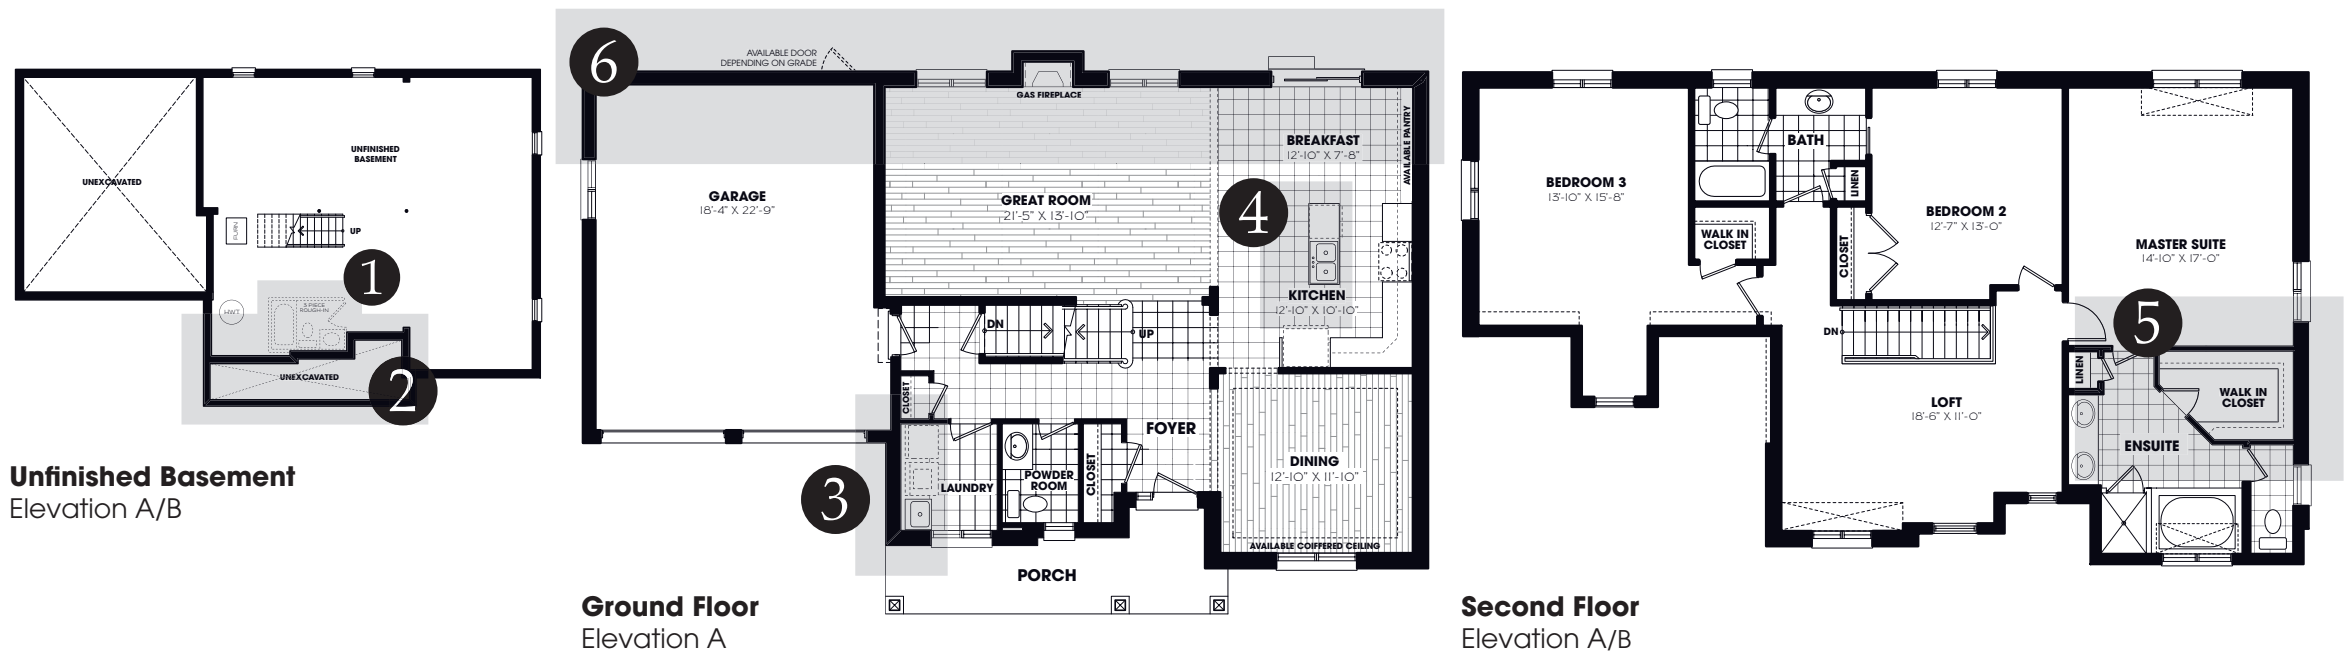 UNEXCAVATED
UNFINISHED
BASEMENT
FURN
UP
1
HWT
3 PIECE
ROUGH-IN
UNEXCAVATED
2
Unfinished Basement
Elevation A/B
6
AVAILABLE DOOR
DEPENDING ON GRADE
GAS FIREPLACE
GARAGE
18'-4" X 22'-9"
GREAT ROOM
21'-5" X 13'-10"
BREAKFAST
12'-10" X 7'-8"
AVAILABLE PANTRY
4
KITCHEN
12'-10" X 10'-10"
DN
UP
CLOSET
FOYER
3
LAUNDRY
POWDER
ROOM
CLOSET
DINING
12'-10" X 11'-10"
AVAILABLE COIFFERED CEILING
PORCH
Ground Floor
Elevation A
BEDROOM 3
13'-10" X 15'-8"
BATH
LINEN
WALK IN
CLOSET
CLOSET
BEDROOM 2
12'-7" X 13'-0"
MASTER SUITE
14'-10" X 17'-0"
DN
5
LINEN
WALK IN
CLOSET
LOFT
18'-6" X 11'-0"
ENSUITE
Second Floor
Elevation A/B